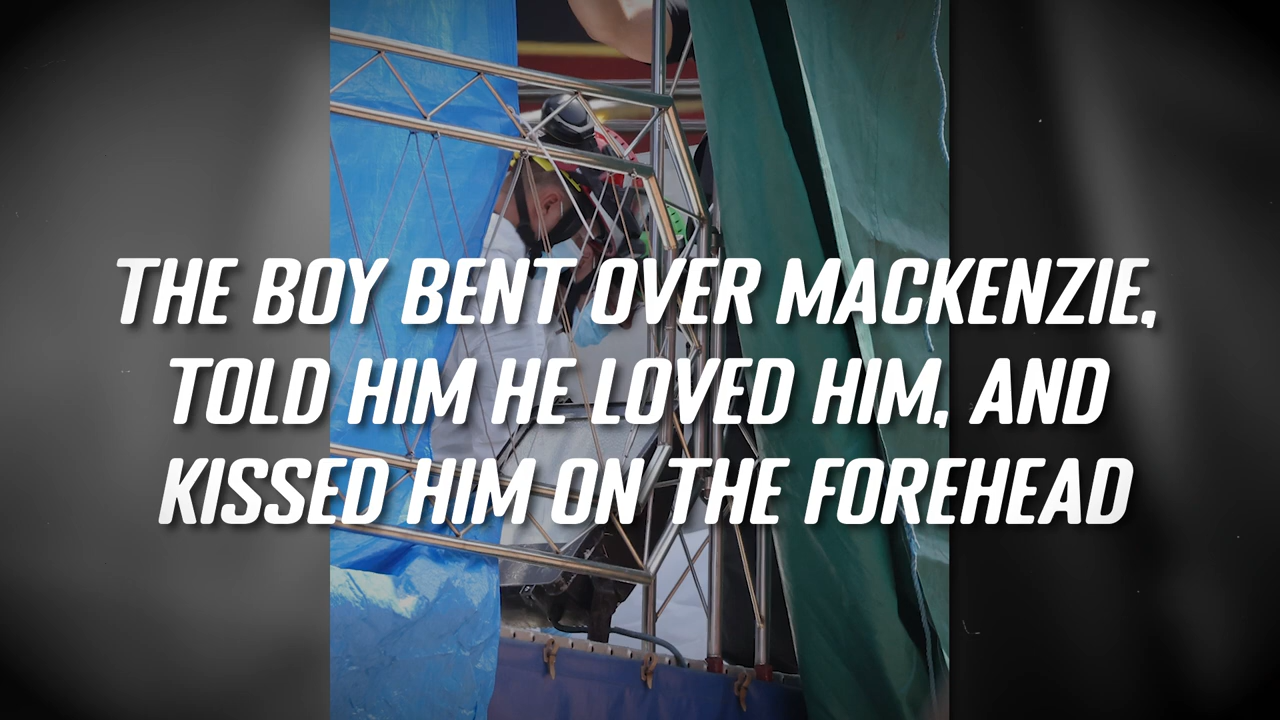 THE BOY BENT OVER MACKENZIE,
TOLD HIM HE LOVED HIM, AND
KISSED HIM ON THE FOREHEAD